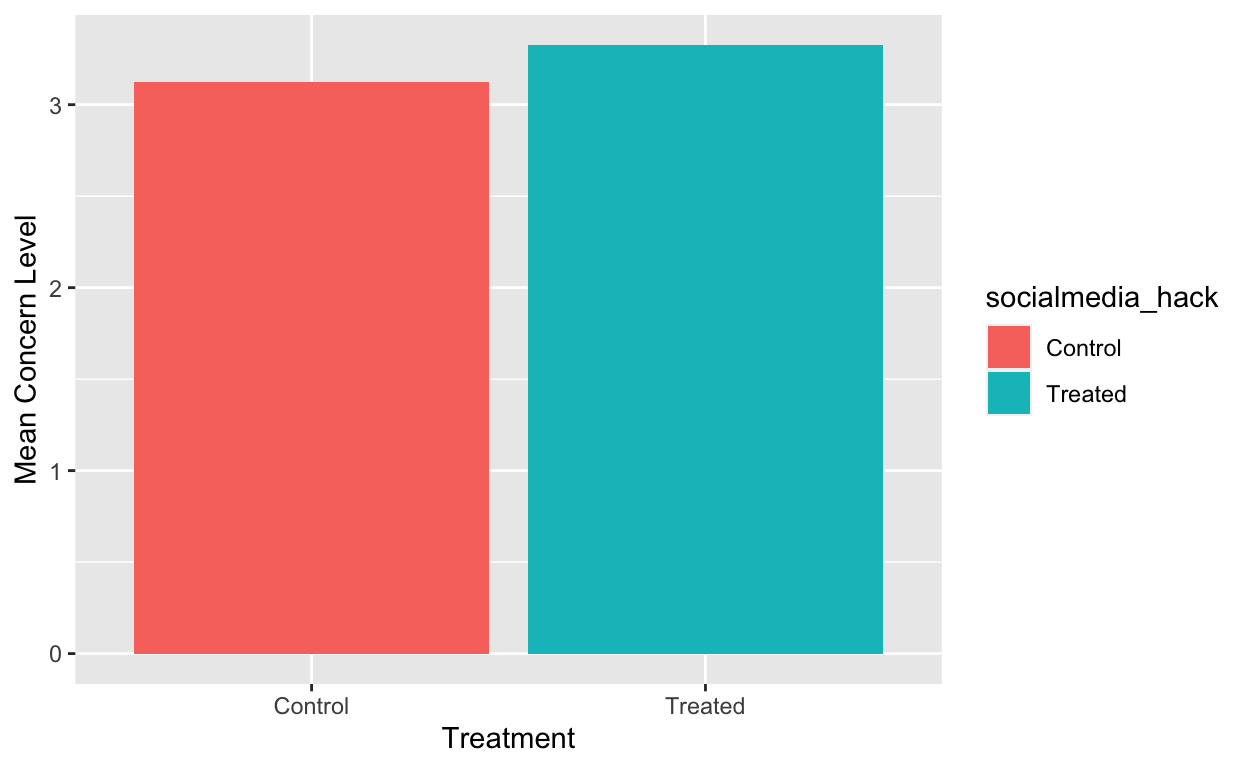 Mean Concern Level
3
2
1
0
Control
Treated
Treatment
socialmedia_hack
Control
Treated